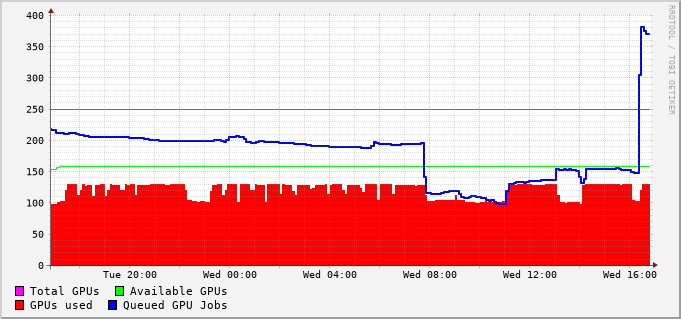 400
350
300
250
200
150
100
50
0
Tue 20:00 Wed 00:00 Wed 04:00 Wed 08:00 Wed 12:00 Wed 16:00
Total GPUs Available GPUs
GPUs used Queued GPU Jobs
RRDTOOL / TOBI OETIKER